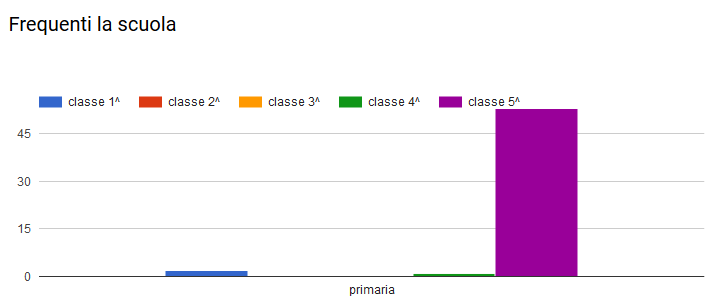 Frequenti la scuola
classe 1^ classe 2^ classe 3^ classe 4^ classe 5^
45
30
15
0
primaria